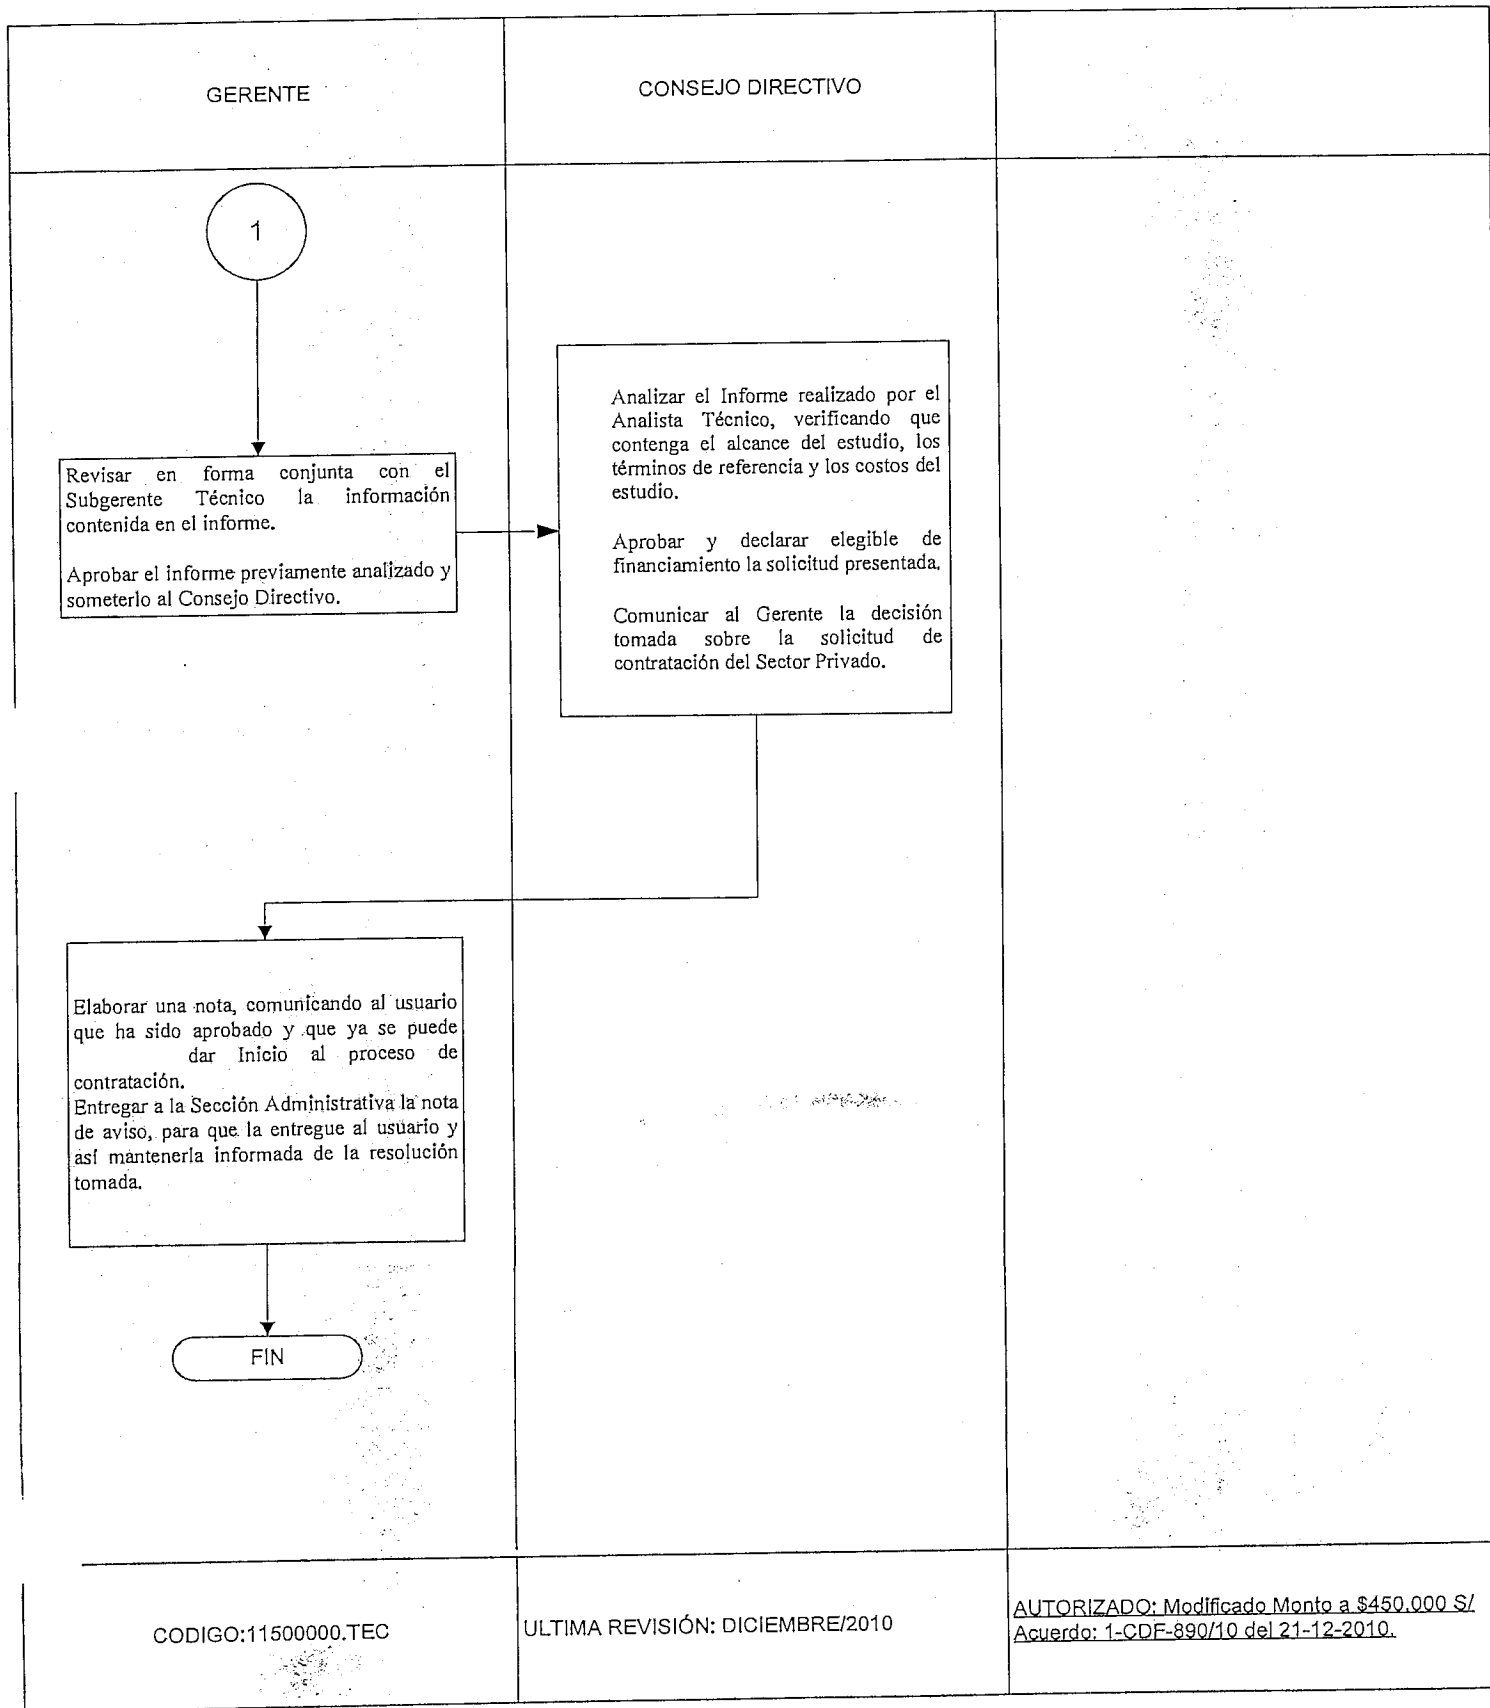 GERENTE
CONSEJO DIRECTIVO
1
Revisar en forma conjunta con el
Subgerente Técnico la información
contenida en el informe.
Aprobar el informe previamente analizado y
someterlo al Consejo Directivo.
Analizar el Informe realizado por el
Analista Técnico, verificando que
contenga el alcance del estudio, los
términos de referencia y los costos del
estudio.
Aprobar y declarar elegible de
financiamiento la solicitud presentada.
Comunicar al Gerente la decisión
tomada sobre la solicitud de
contratación del Sector Privado.
Elaborar una nota, comunicando al usuario
que ha sido aprobado y que ya se puede
dar Inicio al proceso de
contratación.
Entregar a la Sección Administrativa la nota
de aviso, para que la entregue al usuario y
así mantenerla informada de la resolución
tomada.
FIN
CODIGO:11500000.TEC
ULTIMA REVISIÓN: DICIEMBRE/2010
AUTORIZADO: Modificado Monto a $450,000 S/
Acuerdo: 1-CDF-890/10 del 21-12-2010.